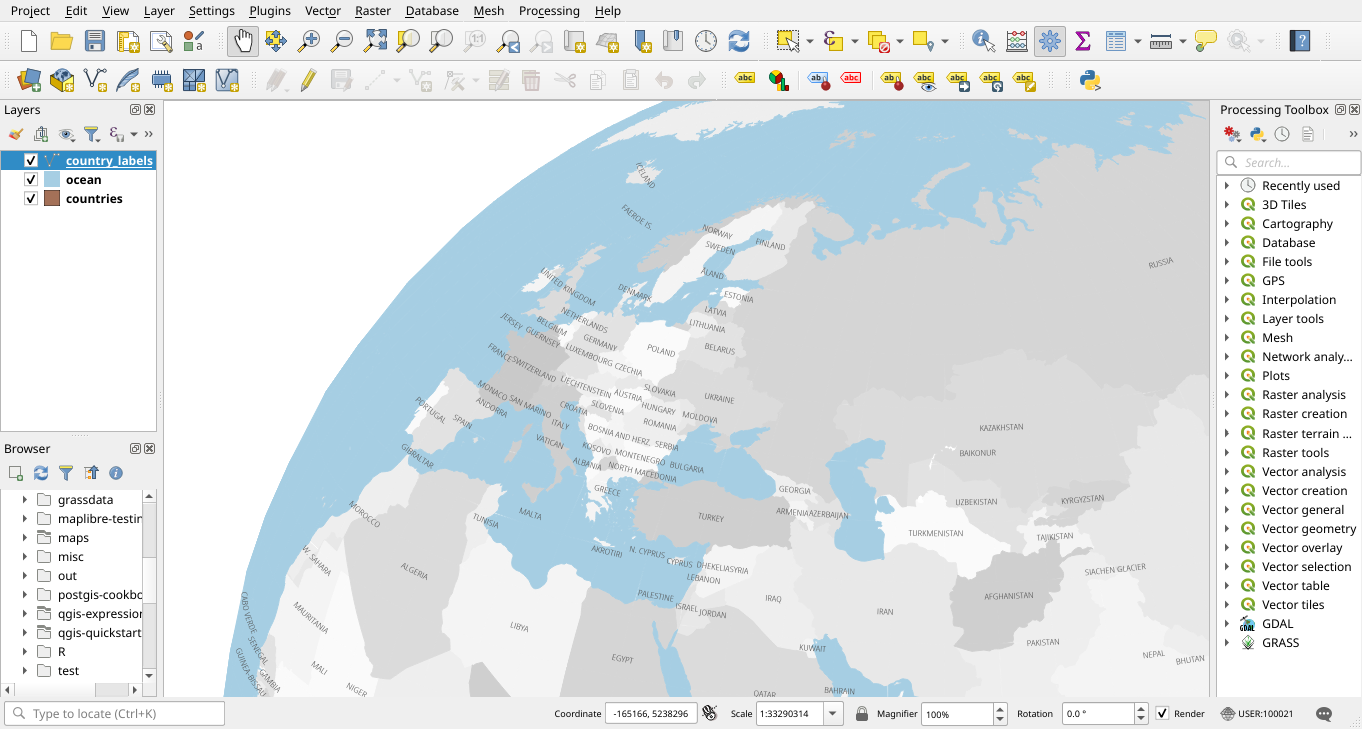 Project Edit View Layer Settings Plugins Vector Raster Database Mesh Processing Help
Layers
country_labels
ocean
countries
Browser
grassdata
maplibre-testin
maps
misc
out
postgis-cookbo
qgis-expression
qgis-quickstart
R
test
ICELAND
FAEROE IS.
NORWAY
SWEDEN
FINLAND
RUSSIA
ÅLAND
UNITED KINGDOM
DENMARK
ESTONIA
LATVIA
LITHUANIA
JERSEY
GUERNSEY
BELGIUM
NETHERLANDS
GERMANY
POLAND
BELARUS
FRANCE
SWITZERLAND
LUXEMBOURG
CZECHIA
MONACO
ANDORRA
SAN MARINO
LIECHTENSTEIN
AUSTRIA
SLOVAKIA
UKRAINE
PORTUGAL
SPAIN
ITALY
CROATIA
SLOVENIA
HUNGARY
MOLDOVA
ROMANIA
VATICAN
BOSNIA AND HERZ.
SERBIA
KOSOVO
MONTENEGRO
BULGARIA
ALBANIA
NORTH MACEDONIA
GIBRALTAR
GREECE
KAZAKHSTAN
BAIKONUR
GEORGIA
ARMENIA
AZERBAIJAN
UZBEKISTAN
KYRGYZSTAN
MOROCCO
TUNISIA
MALTA
TURKEY
TURKMENISTAN
TAJIKISTAN
AKROTIRI
N. CYPRUS
CYPRUS
DHEKELIA
SYRIA
LEBANON
SIACHEN GLACIER
W. SAHARA
ALGERIA
PALESTINE
ISRAEL
JORDAN
IRAQ
IRAN
AFGHANISTAN
CABO VERDE
MAURITANIA
LIBYA
EGYPT
KUWAIT
PAKISTAN
NEPAL
BHUTAN
SENEGAL
GUINEA-BISSAU
GAMBIA
MALI
NIGER
QATAR
BAHRAIN
Processing Toolbox
Search...
Recently used
3D Tiles
Cartography
Database
File tools
GPS
Interpolation
Layer tools
Mesh
Network analy...
Plots
Raster analysis
Raster creation
Raster terrain ...
Raster tools
Vector analysis
Vector creation
Vector general
Vector geometry
Vector overlay
Vector selection
Vector table
Vector tiles
GDAL
GRASS
Type to locate (Ctrl+K) Coordinate -165166, 5238296 Scale 1:33290314 Magnifier 100% Rotation 0.0 ° Render USER:100021